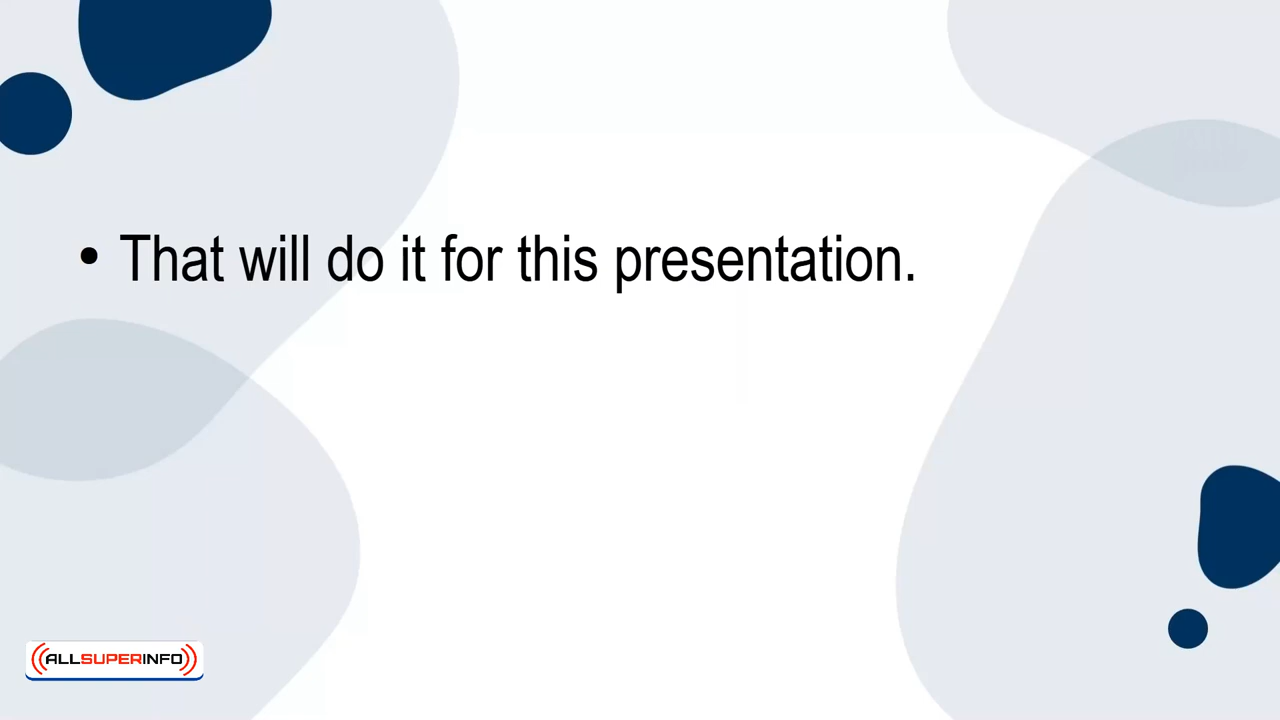 • That will do it for this presentation.
ALLSUPERINFO